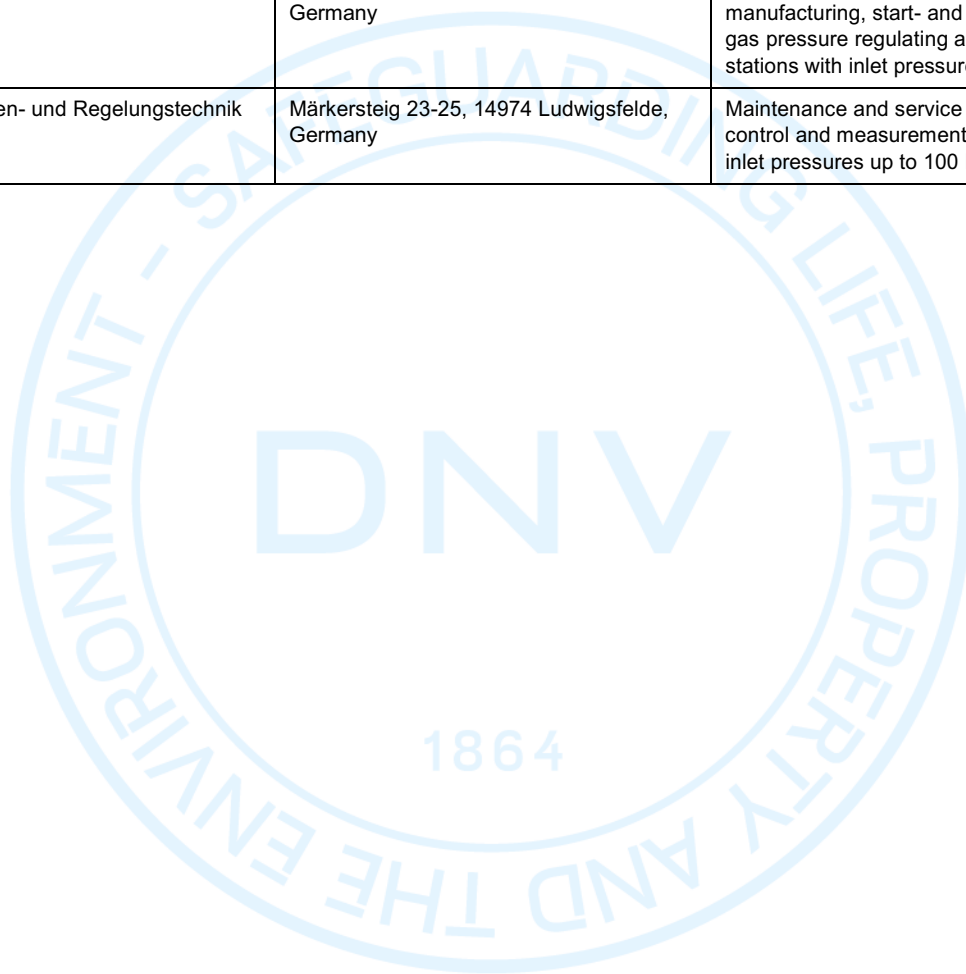 Germany
manufacturing, start- and
gas pressure regulating a
stations with inlet pressure
en- und Regelungstechnik
Märkersteig 23-25, 14974 Ludwigsfelde,
Germany
Maintenance and service
control and measurement
inlet pressures up to 100
SAFEGUARDING LIFE, PROPERTY AND THE ENVIRONMENT -
DNV
1864